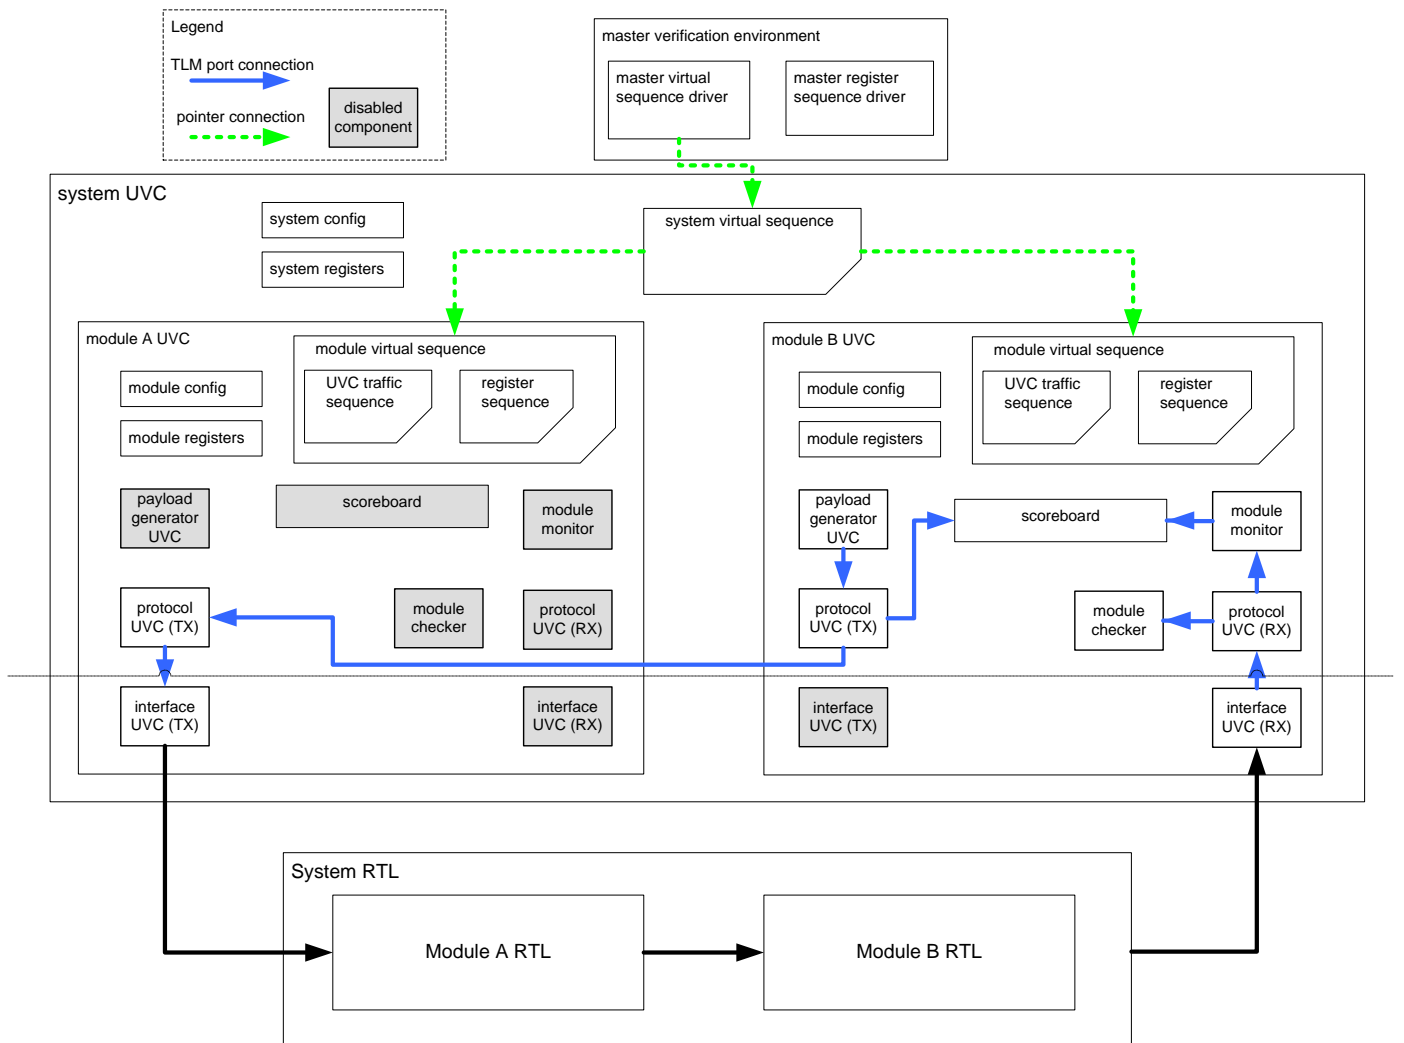 Legend
TLM port connection
pointer connection
disabled
component
master verification environment
master virtual
sequence driver
master register
sequence driver
system UVC
system config
system registers
system virtual sequence
module A UVC
module virtual sequence
UVC traffic
sequence
register
sequence
module config
module registers
payload
generator
UVC
scoreboard
module
monitor
protocol
UVC (TX)
module
checker
protocol
UVC (RX)
interface
UVC (TX)
interface
UVC (RX)
module B UVC
module virtual sequence
UVC traffic
sequence
register
sequence
module config
module registers
payload
generator
UVC
scoreboard
module
monitor
protocol
UVC (TX)
module
checker
protocol
UVC (RX)
interface
UVC (TX)
interface
UVC (RX)
System RTL
Module A RTL
Module B RTL